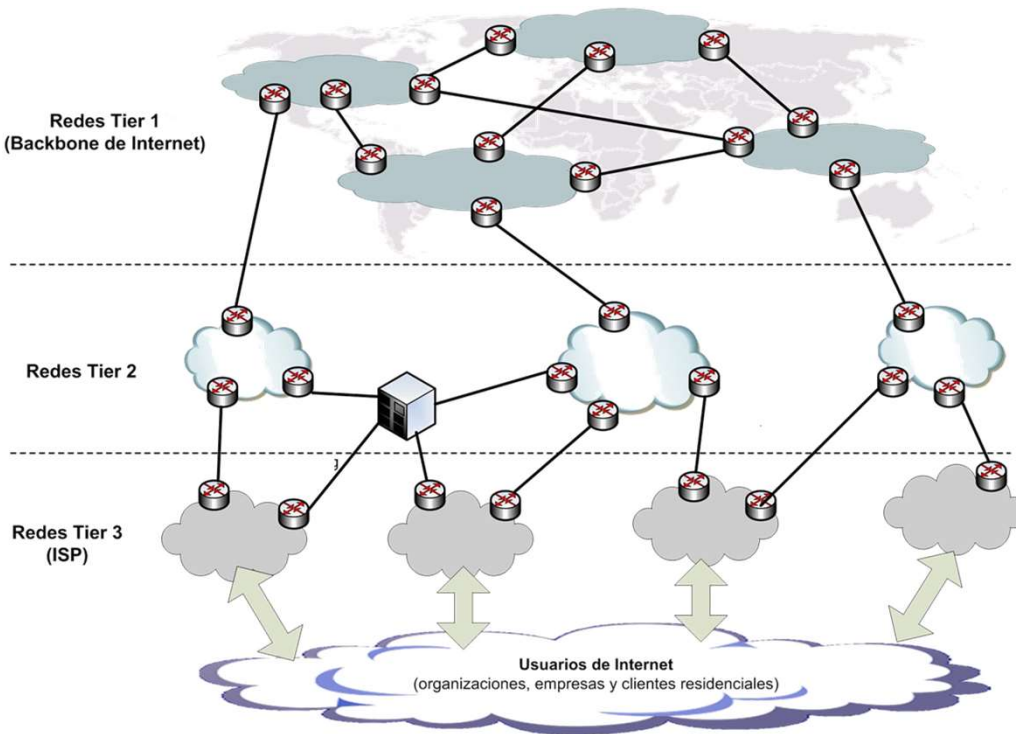 Redes Tier 1
(Backbone de Internet)
Redes Tier 2
Redes Tier 3
(ISP)
Usuarios de Internet
(organizaciones, empresas y clientes residenciales)